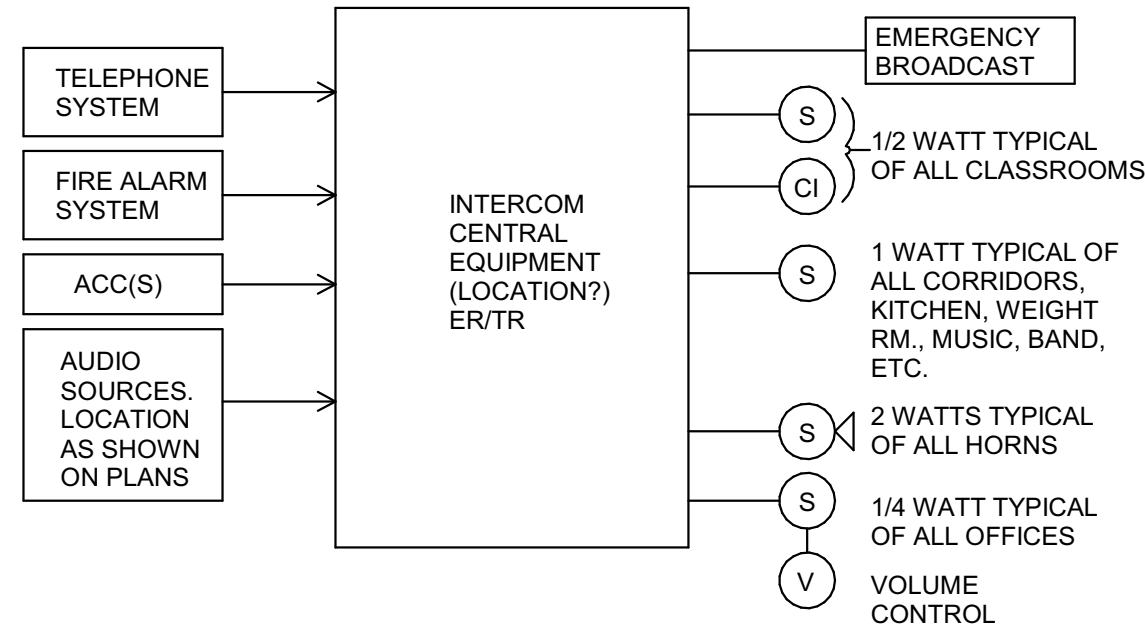 TELEPHONE
SYSTEM
FIRE ALARM
SYSTEM
ACC(S)
AUDIO
SOURCES.
LOCATION
AS SHOWN
ON PLANS
INTERCOM
CENTRAL
EQUIPMENT
(LOCATION?)
ER/TR
EMERGENCY
BROADCAST
S
CI
1/2 WATT TYPICAL
OF ALL CLASSROOMS
S
1 WATT TYPICAL OF
ALL CORRIDORS,
KITCHEN, WEIGHT
RM., MUSIC, BAND,
ETC.
S
2 WATTS TYPICAL
OF ALL HORNS
S
1/4 WATT TYPICAL
OF ALL OFFICES
V
VOLUME
CONTROL